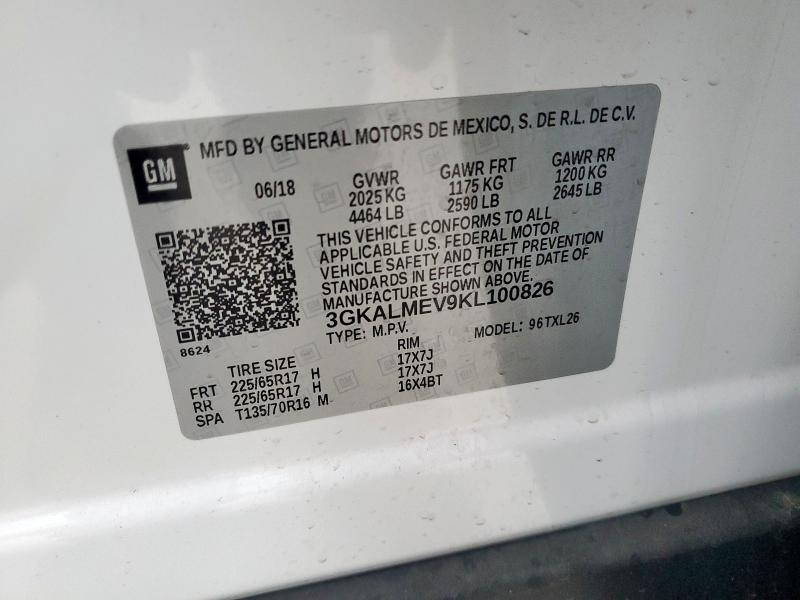 GM
MFD BY GENERAL MOTORS DE MEXICO, S. DE R.L. DE C.V.
06/18 GVWR GAWR FRT GAWR RR
2025 KG 1175 KG 1200 KG
4464 LB 2590 LB 2645 LB
THIS VEHICLE CONFORMS TO ALL
APPLICABLE U.S. FEDERAL MOTOR
VEHICLE SAFETY AND THEFT PREVENTION
STANDARDS IN EFFECT ON THE DATE OF
MANUFACTURE SHOWN ABOVE.
3GKALMEV9KL100826
TYPE: M.P.V. MODEL: 96TXL26
8624
TIRE SIZE RIM
FRT 225/65R17 H 17X7J
RR 225/65R17 H 17X7J
SPA T135/70R16 M 16X4BT